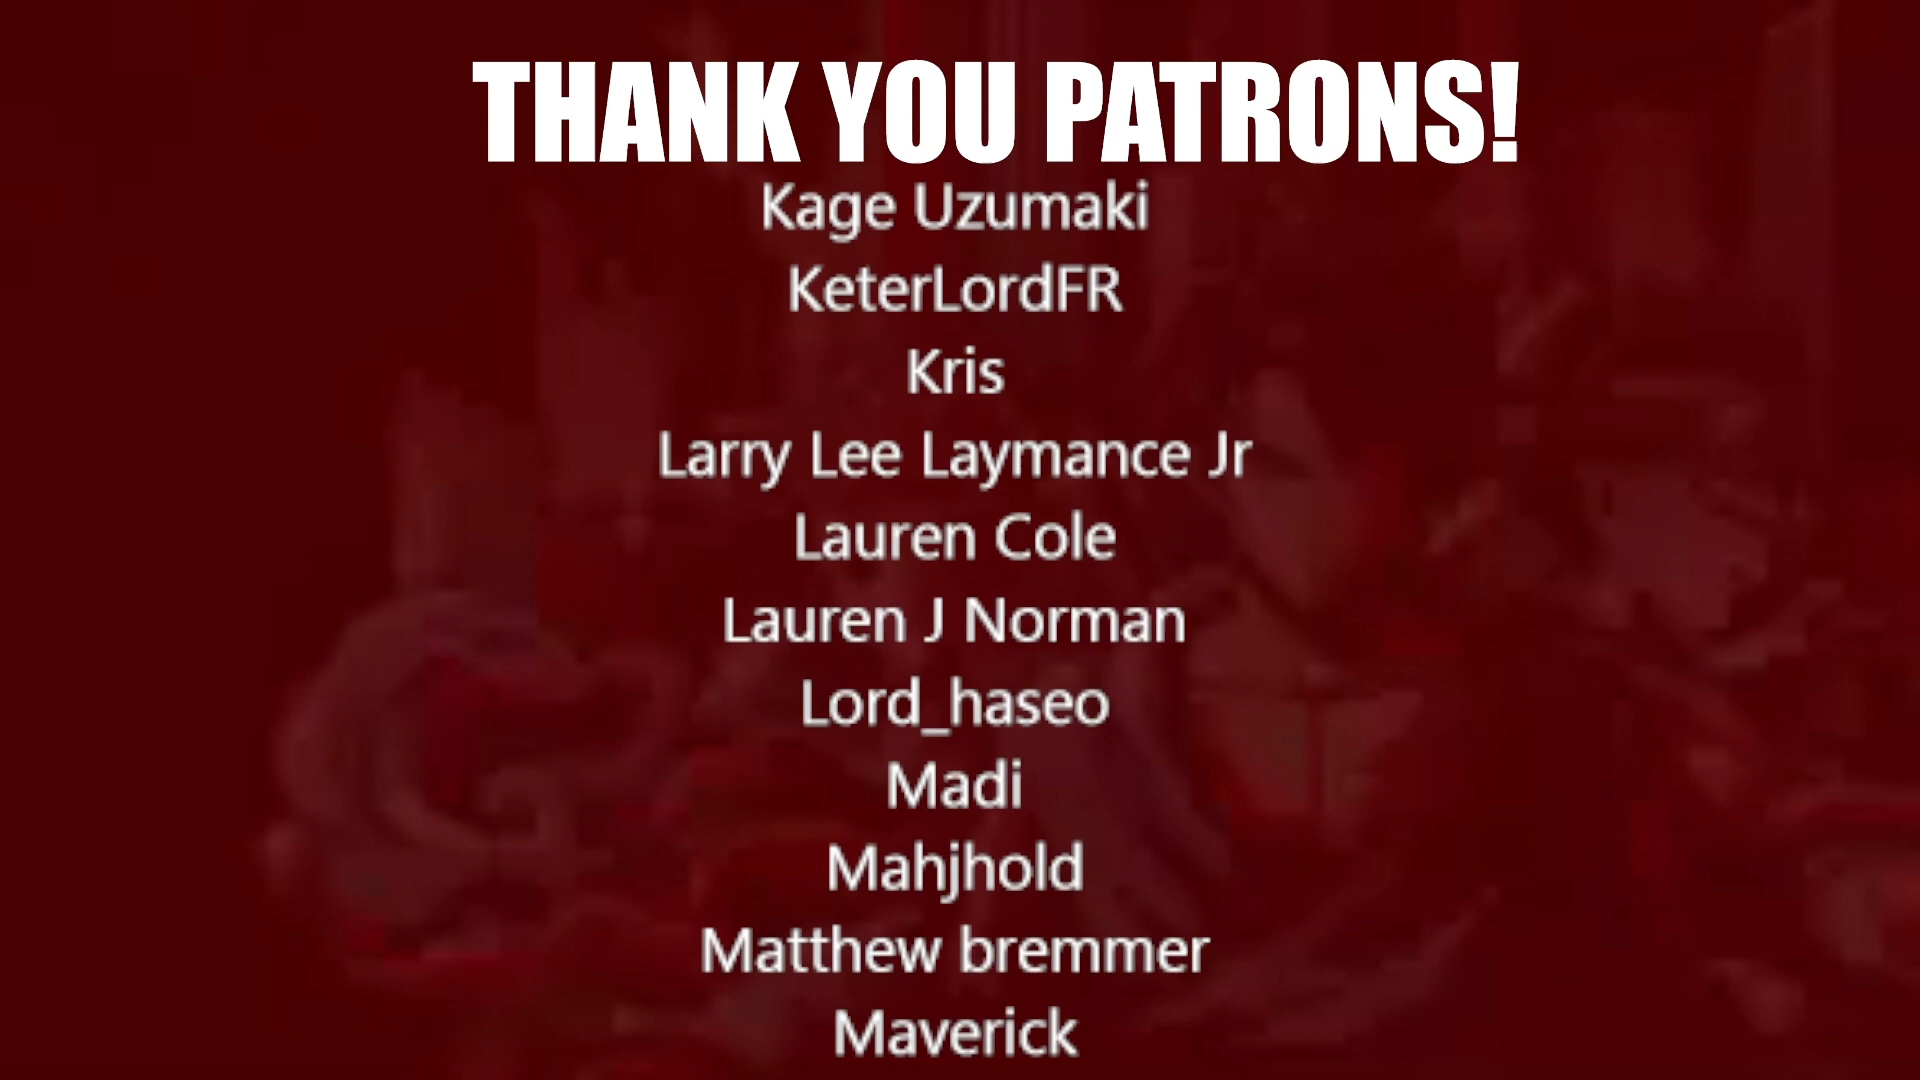 THANK YOU PATRONS!
Kage Uzumaki
KeterLordFR
Kris
Larry Lee Laymance Jr
Lauren Cole
Lauren J Norman
Lord_haseo
Madi
Mahjhold
Matthew bremmer
Maverick